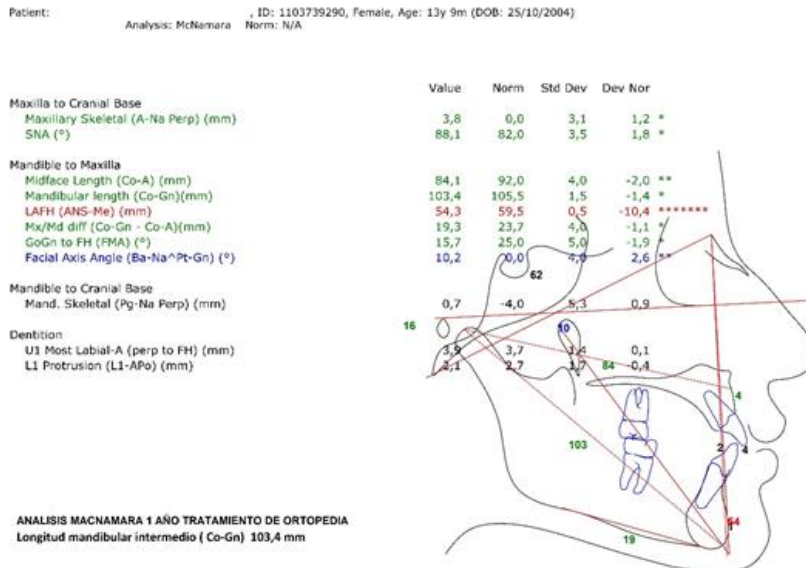 Patient: , ID: 1103739290, Female, Age: 13y 9m (DOB: 25/10/2004)
Analysis: McNamara Norm: N/A
Value Norm Std Dev Dev Nor
Maxilla to Cranial Base
Maxillary Skeletal (A-Na Perp) (mm) 3,8 0,0 3,1 1,2 *
SNA (°) 88,1 82,0 3,5 1,8 *
Mandible to Maxilla
Midface Length (Co-A) (mm) 84,1 92,0 4,0 -2,0 **
Mandibular length (Co-Gn)(mm) 103,4 105,5 1,5 -1,4 *
LAFH (ANS-Me) (mm) 54,3 59,5 0,5 -10,4 *******
Mx/Md diff (Co-Gn - Co-A)(mm) 19,3 23,7 4,0 -1,1 *
GoGn to FH (FMA) (°) 15,7 25,0 5,0 -1,9 *
Facial Axis Angle (Ba-Na^Pt-Gn) (°) 10,2 0,0 4,0 2,6 **
62
Mandible to Cranial Base
Mand. Skeletal (Pg-Na Perp) (mm) 0,7 -4,0 5,3 0,9
16
10
Dentition
U1 Most Labial-A (perp to FH) (mm) 3,9 3,7 1,4 0,1
L1 Protrusion (L1-APo) (mm) 2,1 2,7 1,7 -0,4
84
4
103
2 4
ANALISIS MACNAMARA 1 AÑO TRATAMIENTO DE ORTOPEDIA
54
Longitud mandibular intermedio ( Co-Gn) 103,4 mm
19